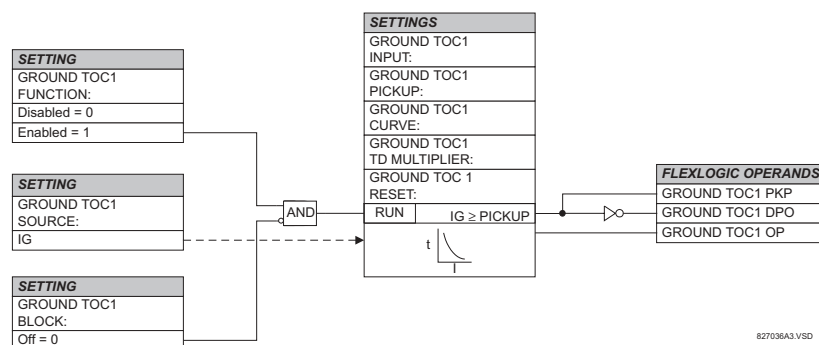 SETTING
GROUND TOC1
FUNCTION:
Disabled = 0
Enabled = 1
SETTING
GROUND TOC1
SOURCE:
IG
SETTING
GROUND TOC1
BLOCK:
Off = 0
AND
SETTINGS
GROUND TOC1
INPUT:
GROUND TOC1
PICKUP:
GROUND TOC1
CURVE:
GROUND TOC1
TD MULTIPLIER:
GROUND TOC 1
RESET:
RUN
IG ≥ PICKUP
t
I
FLEXLOGIC OPERANDS
GROUND TOC1 PKP
GROUND TOC1 DPO
GROUND TOC1 OP
827036A3.VSD